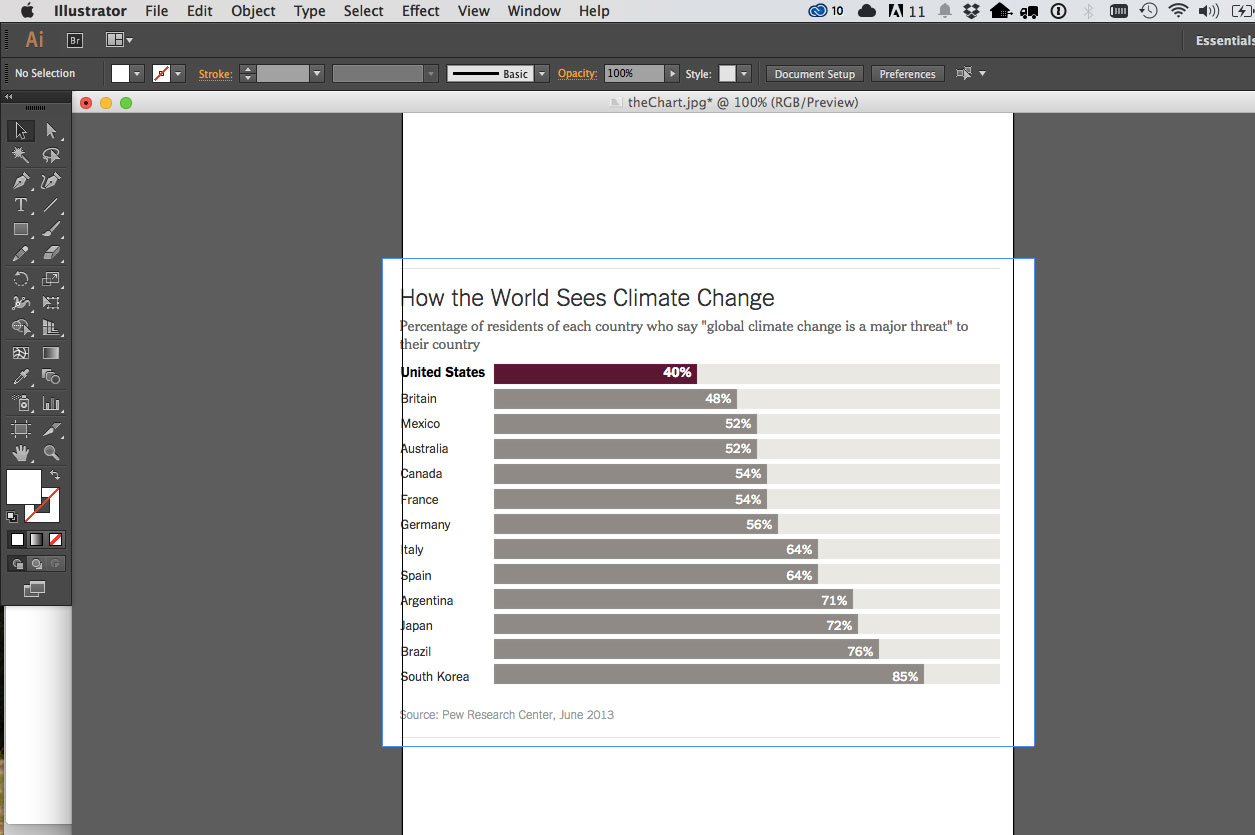 Illustrator File Edit Object Type Select Effect View Window Help 10 11
Ai Br Essentials
No Selection Stroke: Basic Opacity: 100% Style: Document Setup Preferences
theChart.jpg* @ 100% (RGB/Preview)
T
How the World Sees Climate Change
Percentage of residents of each country who say "global climate change is a major threat" to
their country
United States 40%
Britain 48%
Mexico 52%
Australia 52%
Canada 54%
France 54%
Germany 56%
Italy 64%
Spain 64%
Argentina 71%
Japan 72%
Brazil 76%
South Korea 85%
Source: Pew Research Center, June 2013